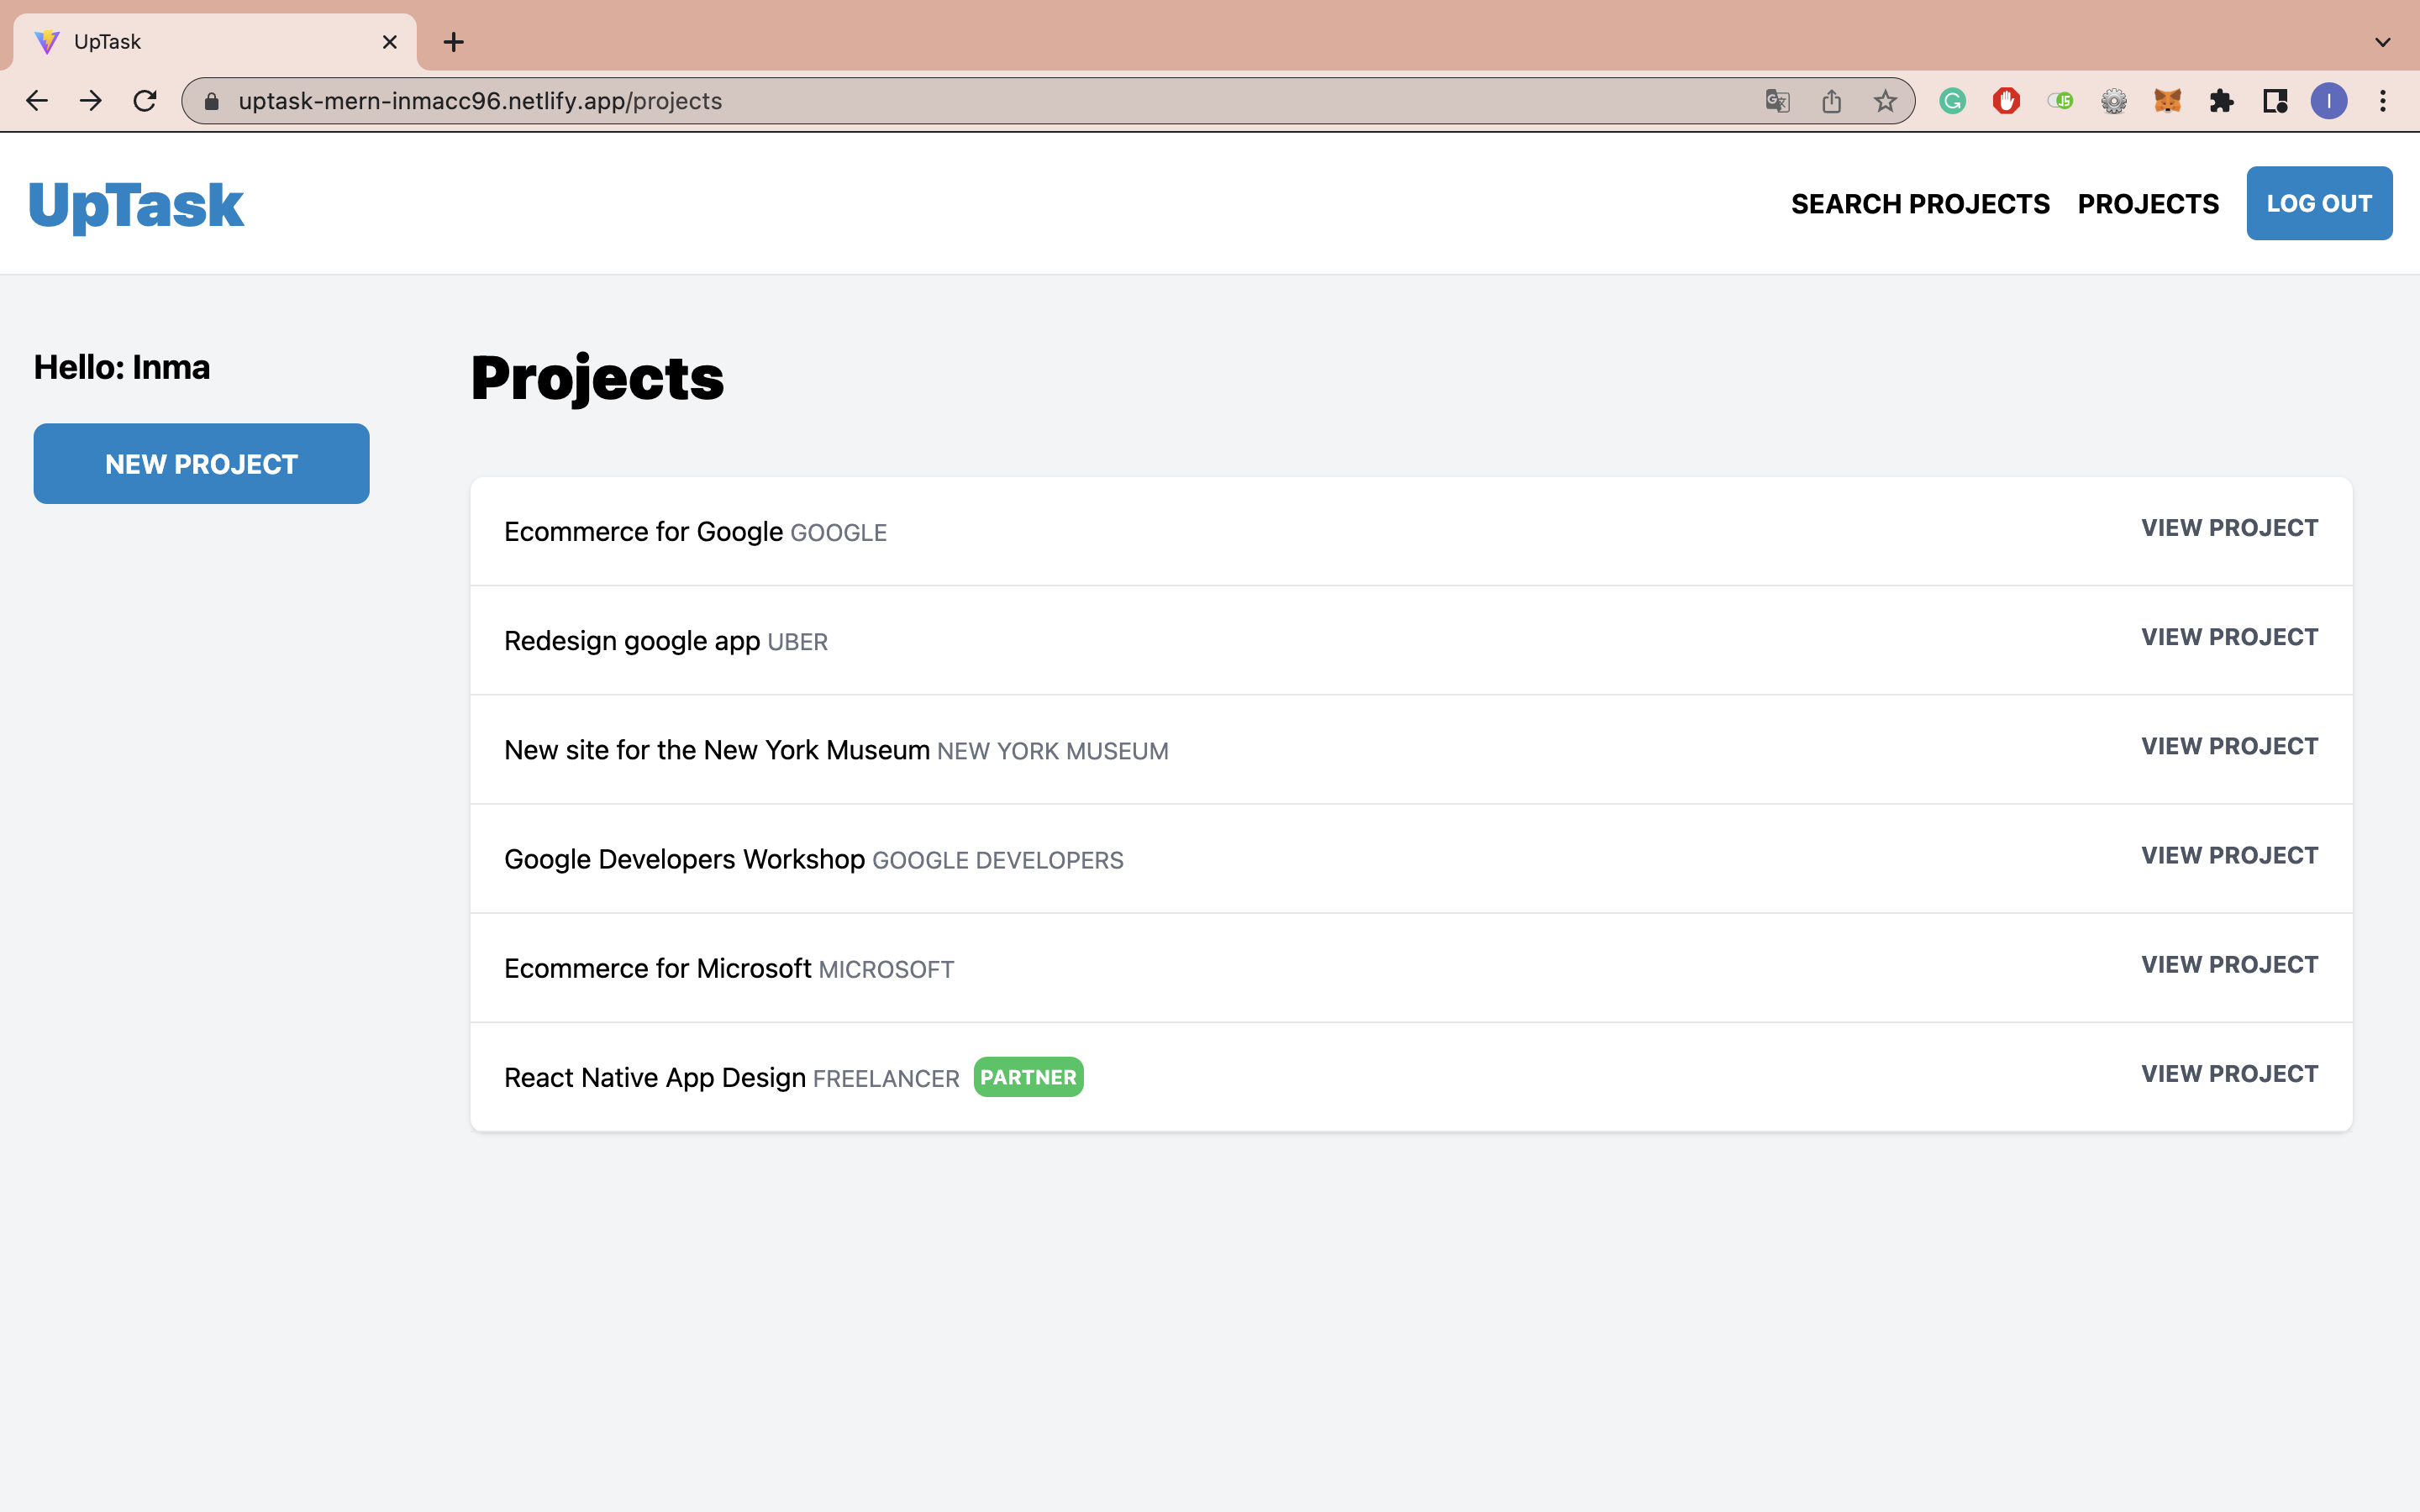 UpTask
uptask-mern-inmacc96.netlify.app/projects
JS
I
UpTask
SEARCH PROJECTS PROJECTS LOG OUT
Hello: Inma
NEW PROJECT
Projects
Ecommerce for Google GOOGLE VIEW PROJECT
Redesign google app UBER VIEW PROJECT
New site for the New York Museum NEW YORK MUSEUM VIEW PROJECT
Google Developers Workshop GOOGLE DEVELOPERS VIEW PROJECT
Ecommerce for Microsoft MICROSOFT VIEW PROJECT
React Native App Design FREELANCER PARTNER VIEW PROJECT